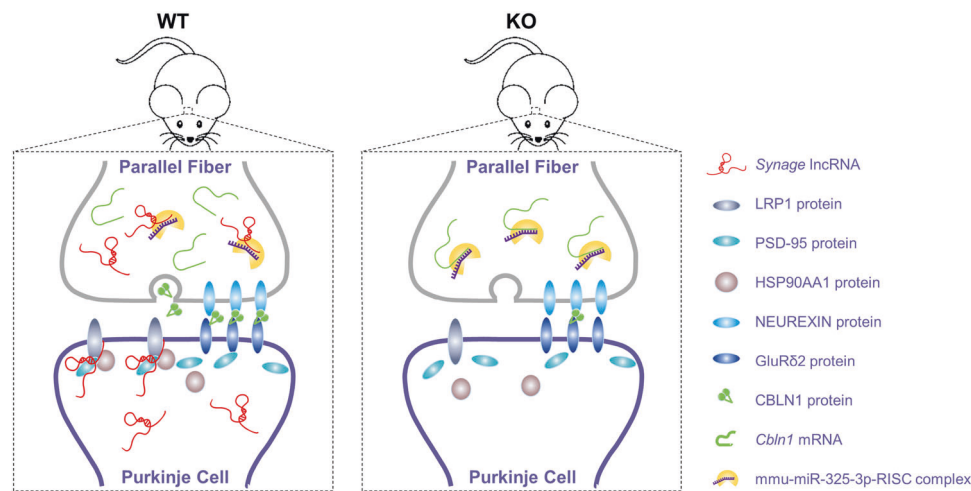 WT
KO
Parallel Fiber
Purkinje Cell
Parallel Fiber
Purkinje Cell
Synage lncRNA
LRP1 protein
PSD-95 protein
HSP90AA1 protein
NEUREXIN protein
GluRδ2 protein
CBLN1 protein
Cbln1 mRNA
mmu-miR-325-3p-RISC complex